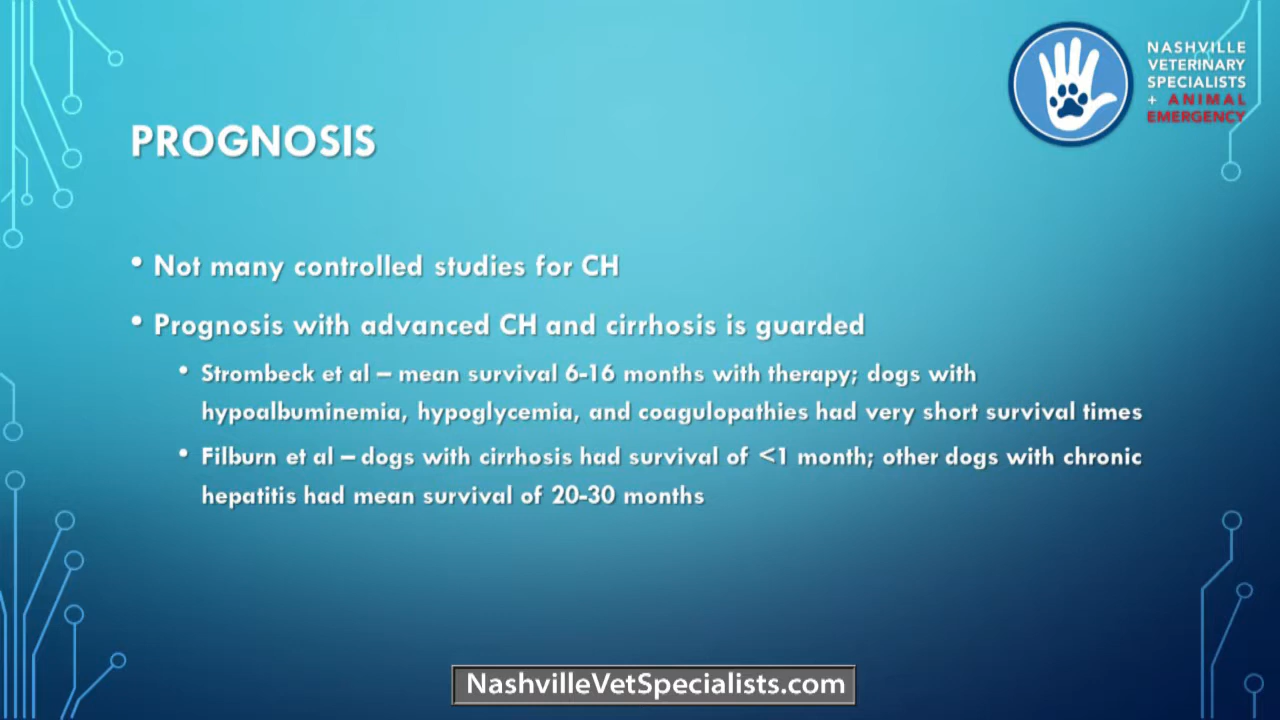 NASHVILLE
VETERINARY
SPECIALISTS
+ ANIMAL
EMERGENCY
PROGNOSIS
• Not many controlled studies for CH
• Prognosis with advanced CH and cirrhosis is guarded
• Strombeck et al – mean survival 6-16 months with therapy; dogs with
hypoalbuminemia, hypoglycemia, and coagulopathies had very short survival times
• Filburn et al – dogs with cirrhosis had survival of <1 month; other dogs with chronic
hepatitis had mean survival of 20-30 months
NashvilleVetSpecialists.com